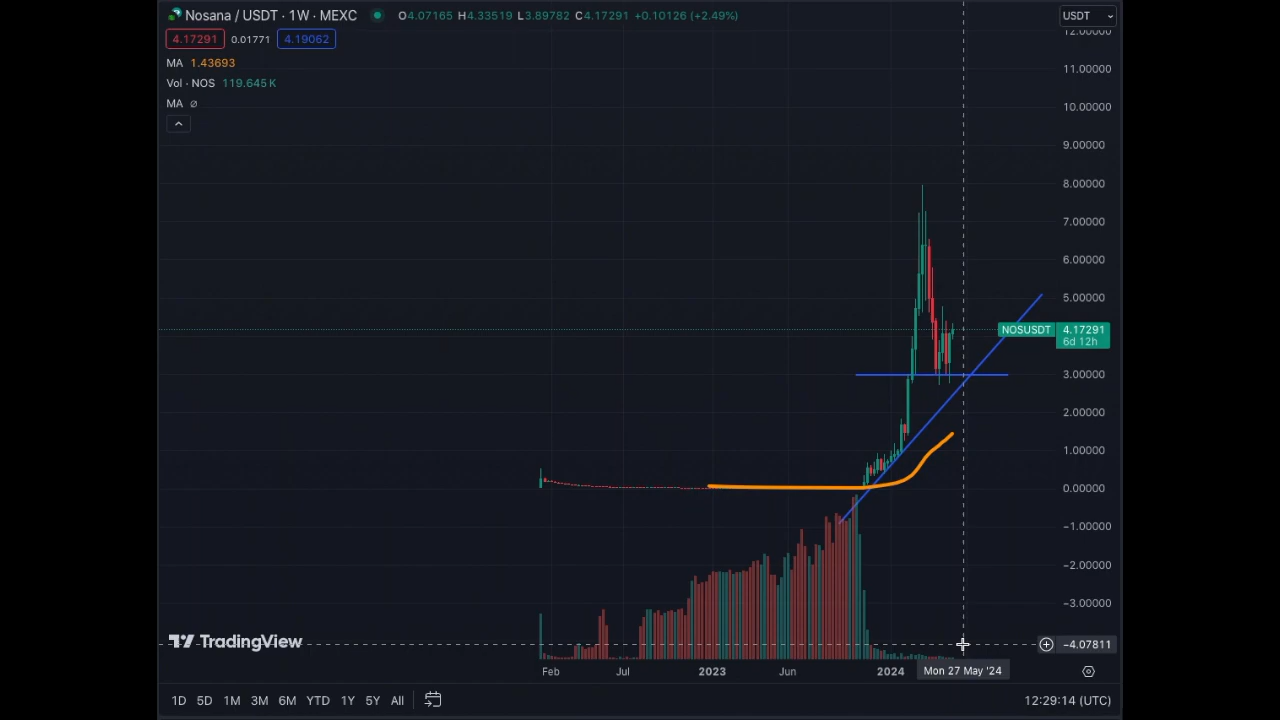 Nosana / USDT · 1W · MEXC O4.07165 H4.33519 L3.89782 C4.17291 +0.10126 (+2.49%)
USDT
4.17291 0.01771 4.19062
MA 1.43693
Vol · NOS 119.645 K
MA ∅
12.00000
11.00000
10.00000
9.00000
8.00000
7.00000
6.00000
5.00000
NOSUSDT 4.17291
6d 12h
3.00000
2.00000
1.00000
0.00000
−1.00000
−2.00000
−3.00000
−4.07811
TradingView
Feb Jul 2023 Jun 2024 Mon 27 May '24
1D 5D 1M 3M 6M YTD 1Y 5Y All 12:29:14 (UTC)